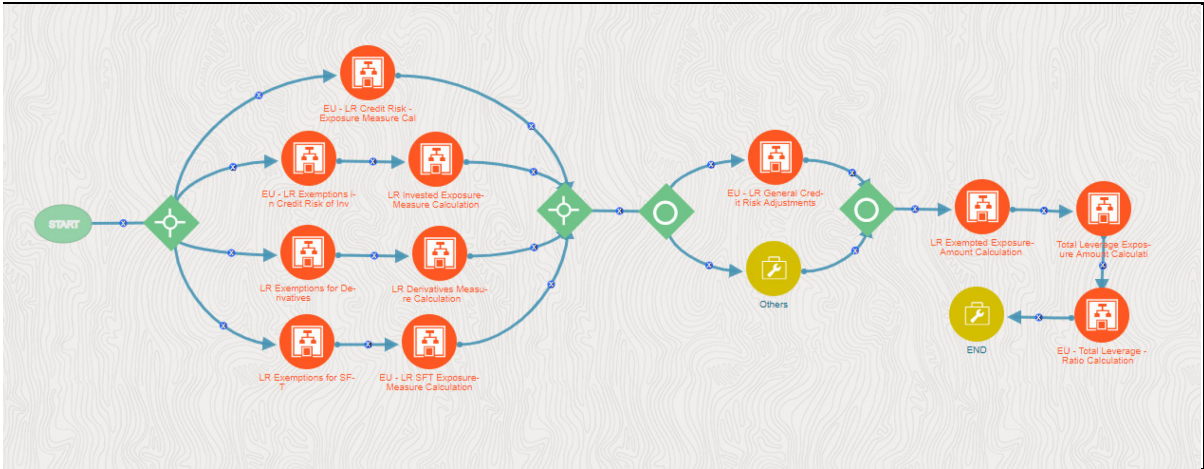 EU - LR Credit Risk -
Exposure Measure Cal
EU - LR Exemptions i-
n Credit Risk of Inv
LR Invested Exposure-
Measure Calculation
EU - LR General Cred-
it Risk Adjustments
START
LR Exempted Exposure-
Amount Calculation
Total Leverage Expos-
ure Amount Calculati
LR Exemptions for De-
rivatives
LR Derivatives Measu-
re Calculation
Others
END
EU - Total Leverage -
Ratio Calculation
LR Exemptions for SF-
T
EU - LR SFT Exposure-
Measure Calculation